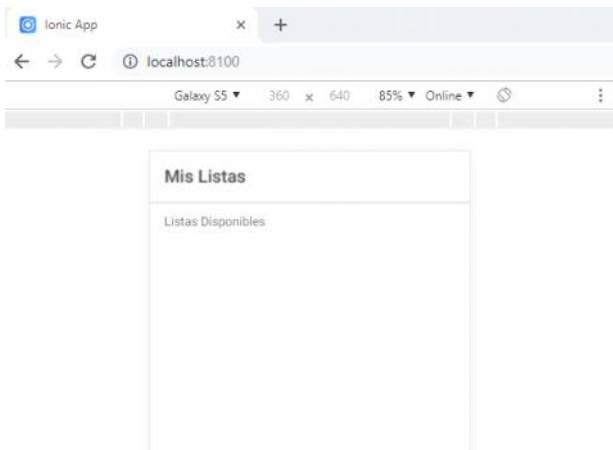 Ionic App
localhost:8100
Galaxy S5 ▼ 360 x 640 85% ▼ Online ▼
Mis Listas
Listas Disponibles